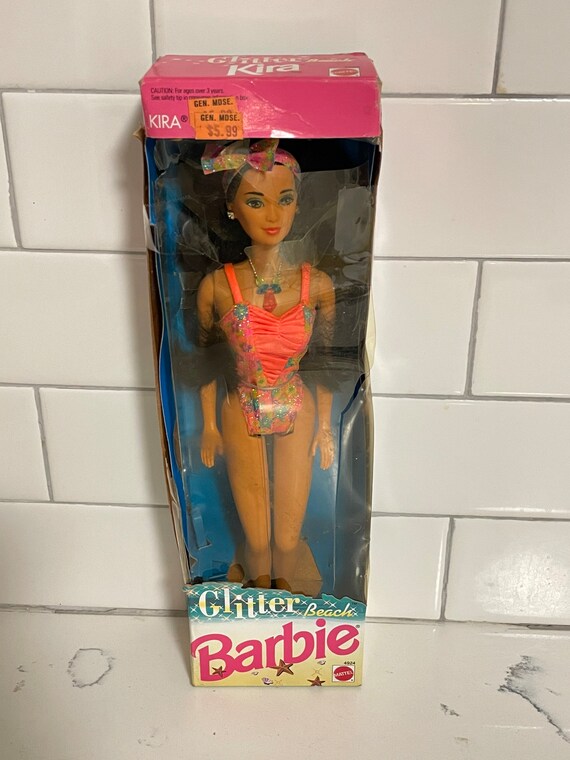 Glitter Beach
Kira
MATTEL
CAUTION: For ages over 3 years.
KIRA®
GEN. MDSE.
GEN. MDSE.
$5.99
Glitter Beach
Barbie®
4924
MATTEL